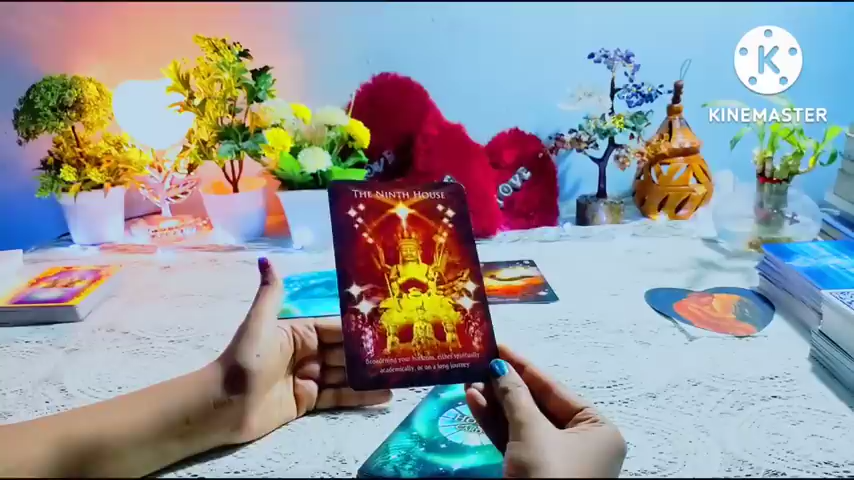 KINEMASTER
THE NINTH HOUSE
LOVE
Broadening your horizons, either spiritually,
academically, or on a long journey